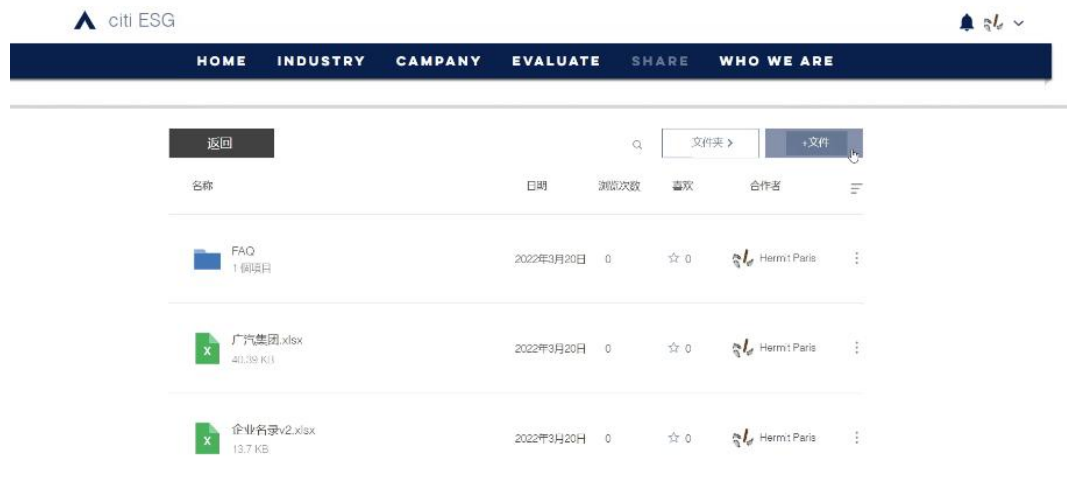 citi ESG
HOME INDUSTRY CAMPANY EVALUATE SHARE WHO WE ARE
返回 文件夹 > +文件
名称 日期 浏览次数 喜欢 合作者
FAQ
1 個項目
2022年3月20日 0 0 Hermit Paris
广汽集团.xlsx
40.39 KB
2022年3月20日 0 0 Hermit Paris
企业名录v2.xlsx
13.7 KB
2022年3月20日 0 0 Hermit Paris